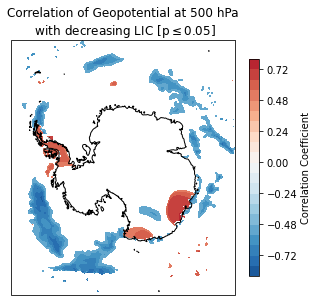 Correlation of Geopotential at 500 hPa
with decreasing LIC [p ≤ 0.05]
0.72
0.48
0.24
0.00
−0.24
−0.48
−0.72
Correlation Coefficient